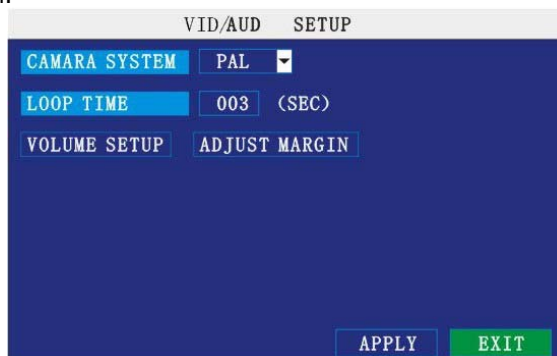 VID/AUD SETUP
CAMARA SYSTEM PAL
LOOP TIME 003 (SEC)
VOLUME SETUP ADJUST MARGIN
APPLY EXIT